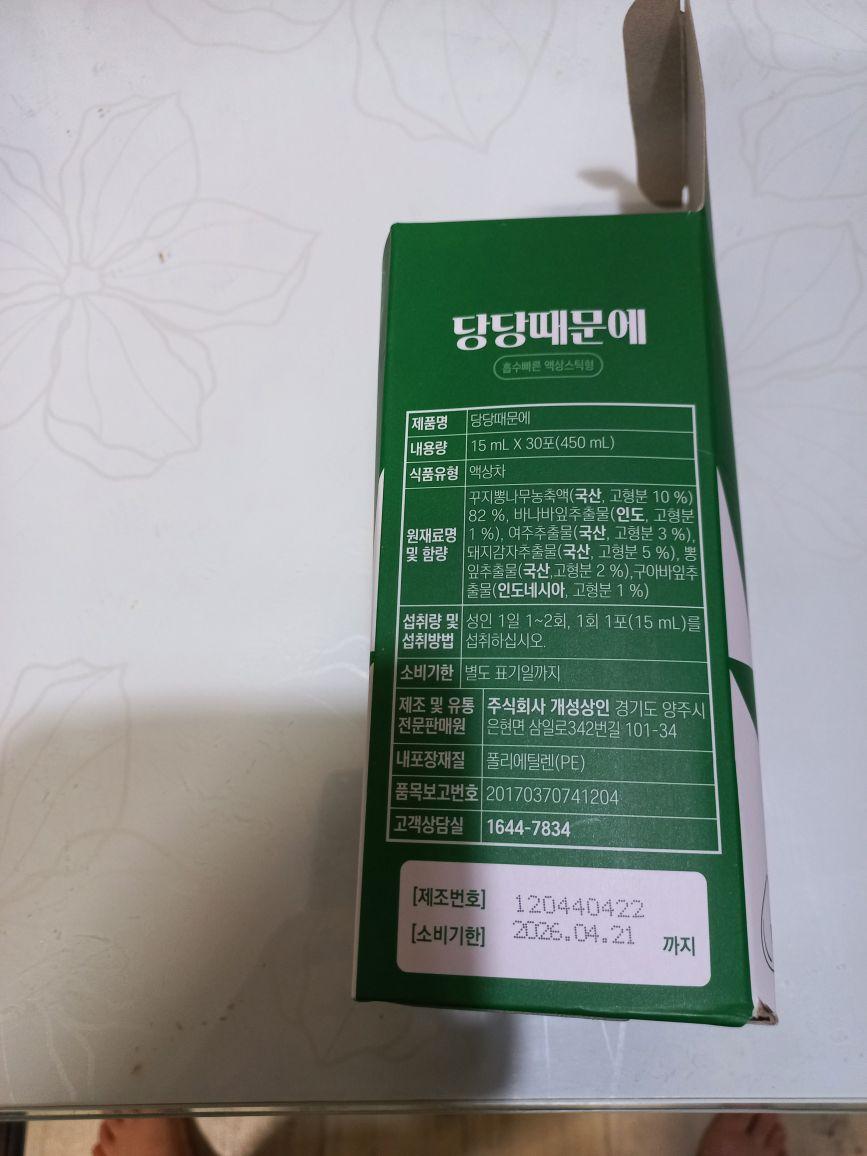 당당때문에
흡수빠른 액상스틱형
제품명 당당때문에
내용량 15 mL X 30포(450 mL)
식품유형 액상차
원재료명 및 함량
꾸지뽕나무농축액(국산, 고형분 10 %)
82 %, 바나바잎추출물(인도, 고형분
1 %), 여주추출물(국산, 고형분 3 %),
돼지감자추출물(국산, 고형분 5 %), 뽕
잎추출물(국산,고형분 2 %),구아바잎추
출물(인도네시아, 고형분 1 %)
섭취량 및 섭취방법
성인 1일 1~2회, 1회 1포(15 mL)를
섭취하십시오.
소비기한 별도 표기일까지
제조 및 유통 전문판매원
주식회사 개성상인 경기도 양주시
은현면 삼일로342번길 101-34
내포장재질 폴리에틸렌(PE)
품목보고번호 20170370741204
고객상담실 1644-7834
[제조번호] 120440422
[소비기한] 2026.04.21 까지